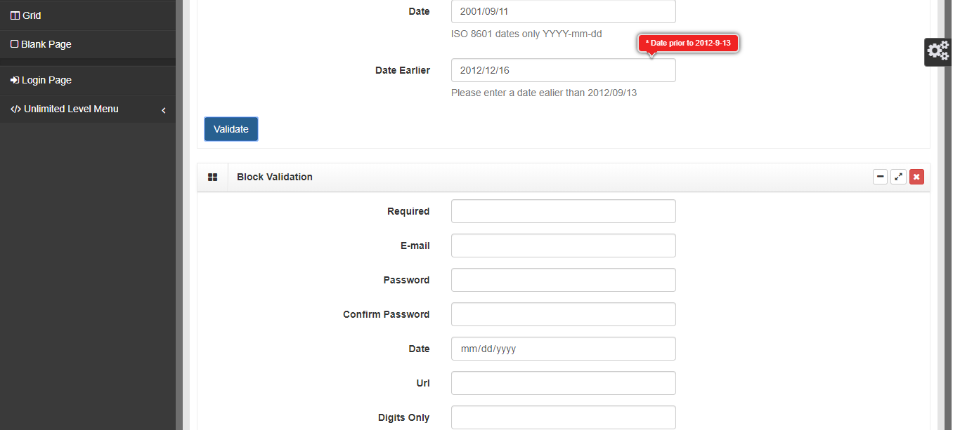 Grid
Blank Page
Login Page
</> Unlimited Level Menu
Date
2001/09/11
ISO 8601 dates only YYYY-mm-dd
* Date prior to 2012-9-13
Date Earlier
2012/12/16
Please enter a date ealier than 2012/09/13
Validate
Block Validation
Required
E-mail
Password
Confirm Password
Date
mm/dd/yyyy
Url
Digits Only